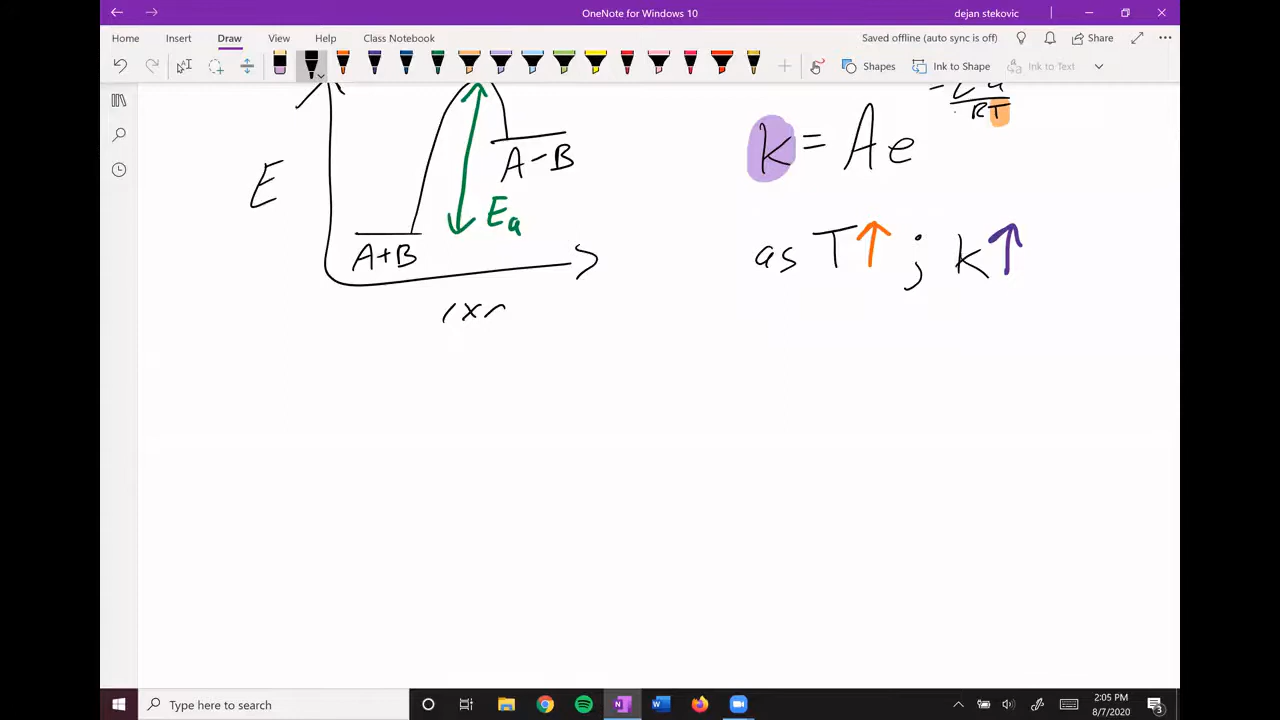 OneNote for Windows 10
dejan stekovic
Home
Insert
Draw
View
Help
Class Notebook
Saved offline (auto sync is off)
Share
Shapes
Ink to Shape
Ink to Text
k = Ae
RT
E
A-B
Ea
A+B
as T↑ ; k↑
rxn
Type here to search
2:05 PM
8/7/2020
3